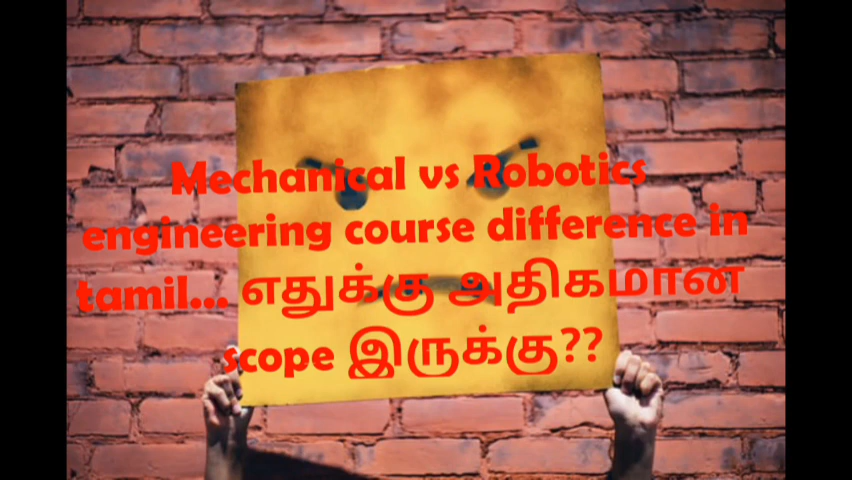 Mechanical vs Robotics
engineering course difference in
tamil... எதுக்கு அதிகமான
scope இருக்கு??